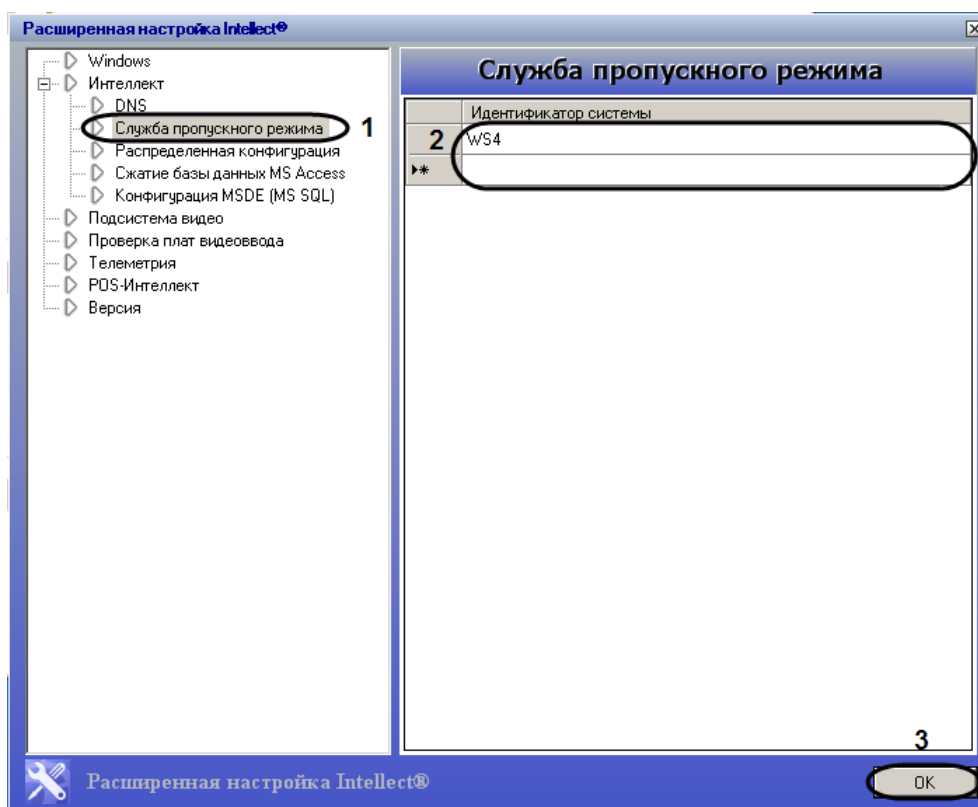 Расширенная настройка Intellect®
Windows
Интеллект
DNS
Служба пропускного режима 1
Распределенная конфигурация
Сжатие базы данных MS Access
Конфигурация MSDE (MS SQL)
Подсистема видео
Проверка плат видеоввода
Телеметрия
POS-Интеллект
Версия
Служба пропускного режима
Идентификатор системы
2 WS4
3
Расширенная настройка Intellect®
OK